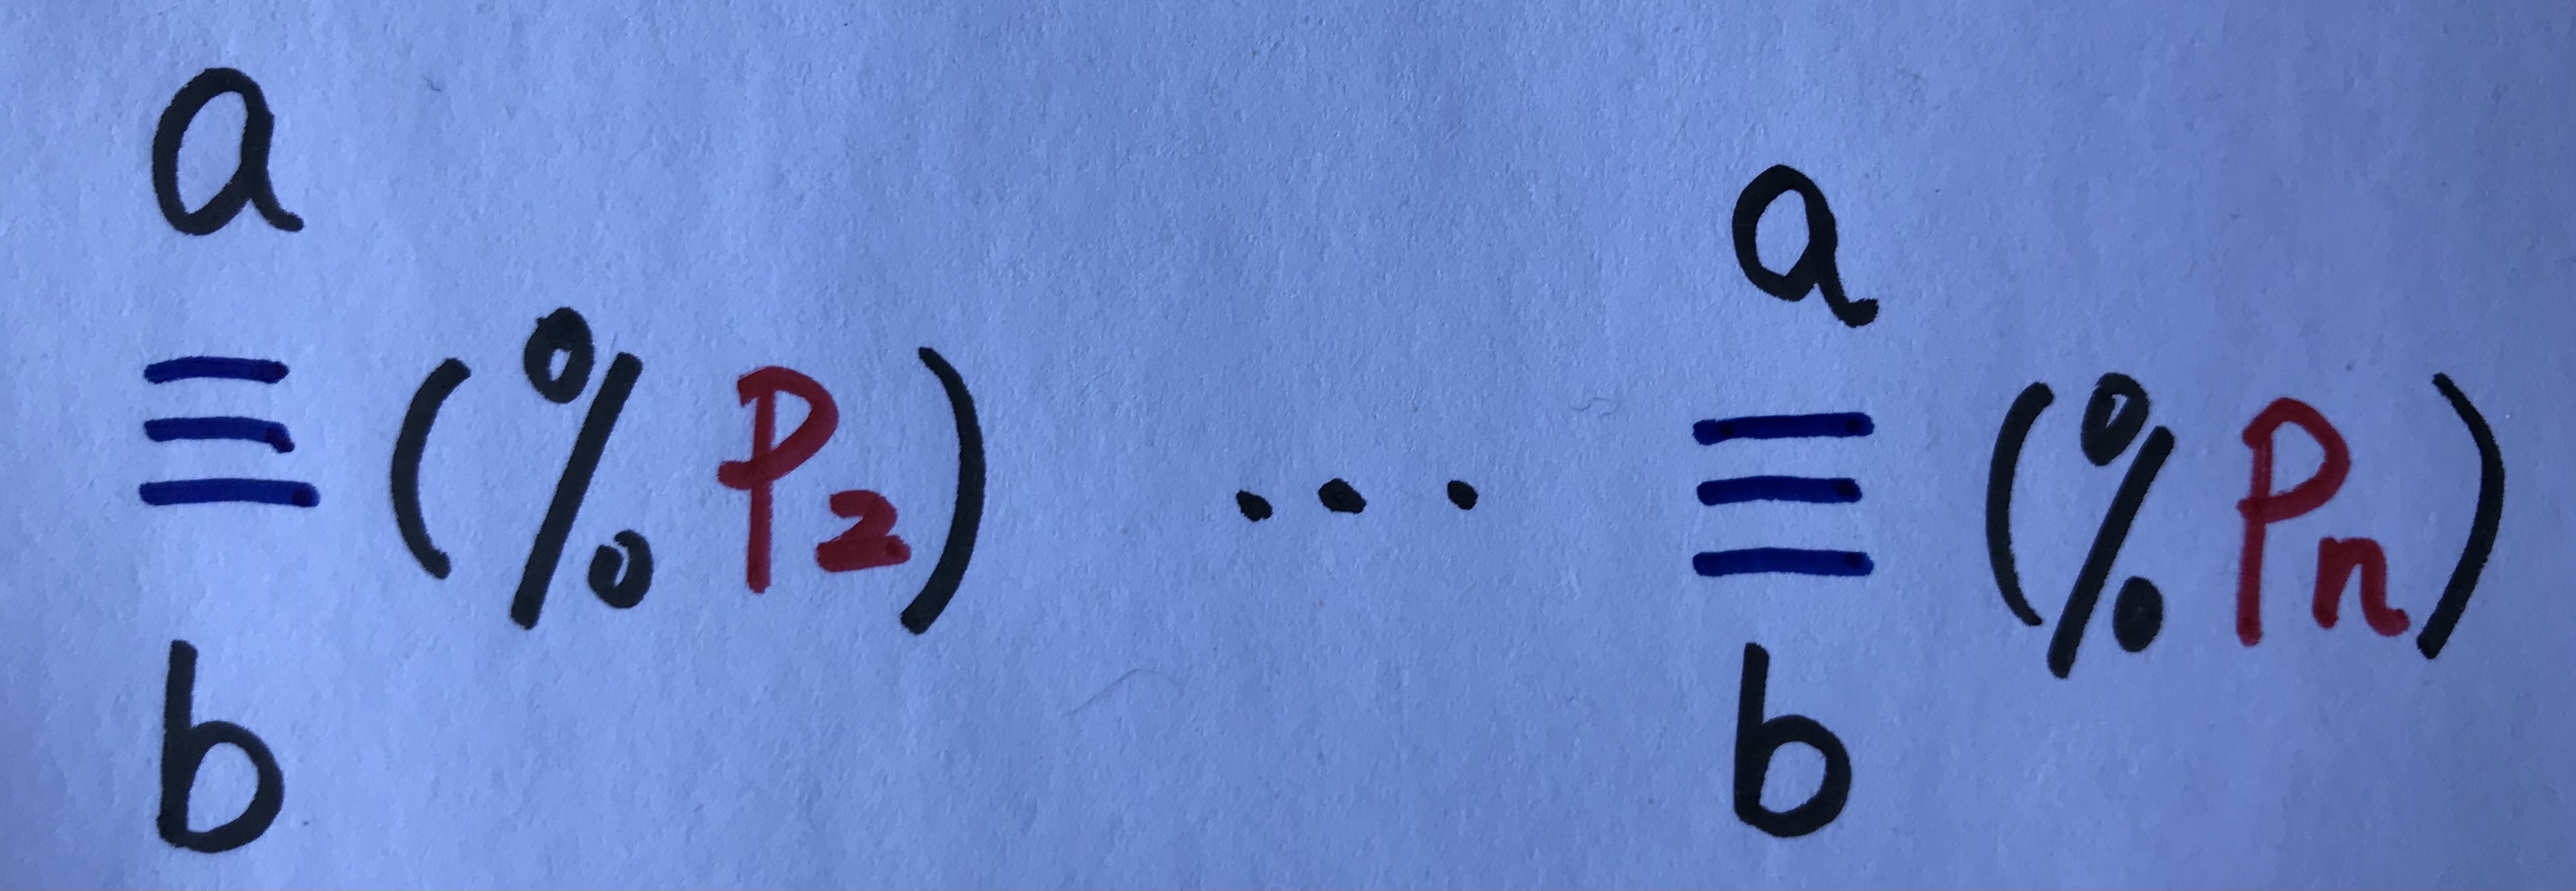 a a
≡ (% P₂) ... ≡ (% Pₙ)
b b